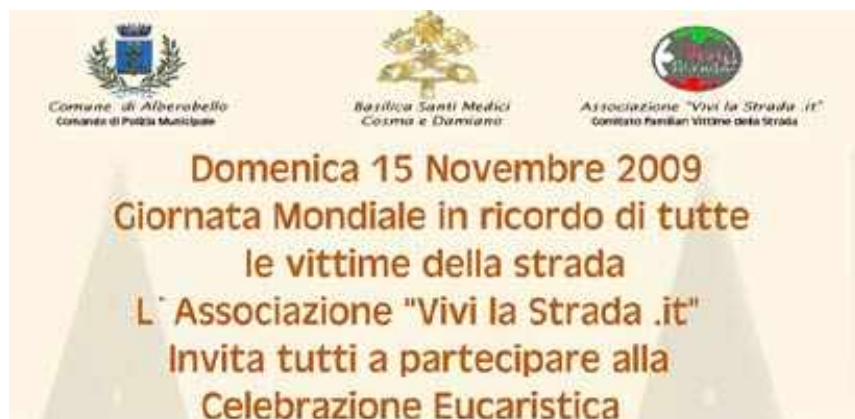 Comune di Alberobello
Comando di Polizia Municipale
Basilica Santi Medici
Cosma e Damiano
Associazione "Vivi la Strada .it"
Comitato Familiari Vittime della Strada
Domenica 15 Novembre 2009
Giornata Mondiale in ricordo di tutte
le vittime della strada
L` Associazione "Vivi la Strada .it"
Invita tutti a partecipare alla
Celebrazione Eucaristica